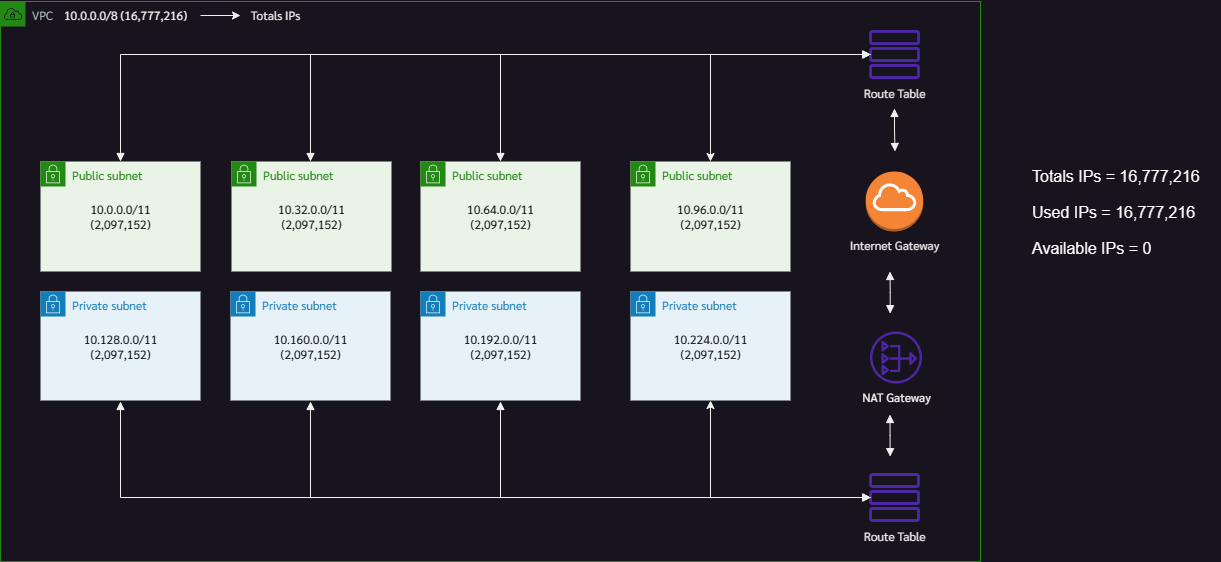 VPC 10.0.0.0/8 (16,777,216) Totals IPs
Route Table
Public subnet
10.0.0.0/11
(2,097,152)
Public subnet
10.32.0.0/11
(2,097,152)
Public subnet
10.64.0.0/11
(2,097,152)
Public subnet
10.96.0.0/11
(2,097,152)
Internet Gateway
Private subnet
10.128.0.0/11
(2,097,152)
Private subnet
10.160.0.0/11
(2,097,152)
Private subnet
10.192.0.0/11
(2,097,152)
Private subnet
10.224.0.0/11
(2,097,152)
NAT Gateway
Route Table
Totals IPs = 16,777,216
Used IPs = 16,777,216
Available IPs = 0